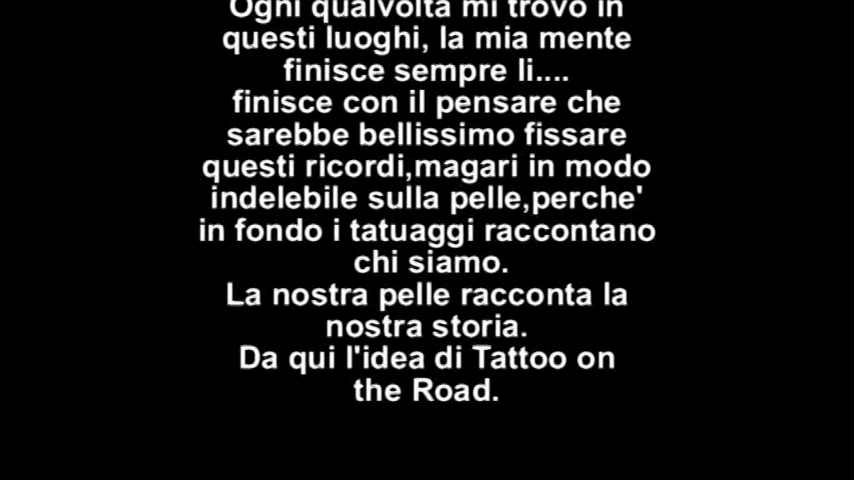 Ogni qualvolta mi trovo in
questi luoghi, la mia mente
finisce sempre li....
finisce con il pensare che
sarebbe bellissimo fissare
questi ricordi,magari in modo
indelebile sulla pelle,perche'
in fondo i tatuaggi raccontano
chi siamo.
La nostra pelle racconta la
nostra storia.
Da qui l'idea di Tattoo on
the Road.